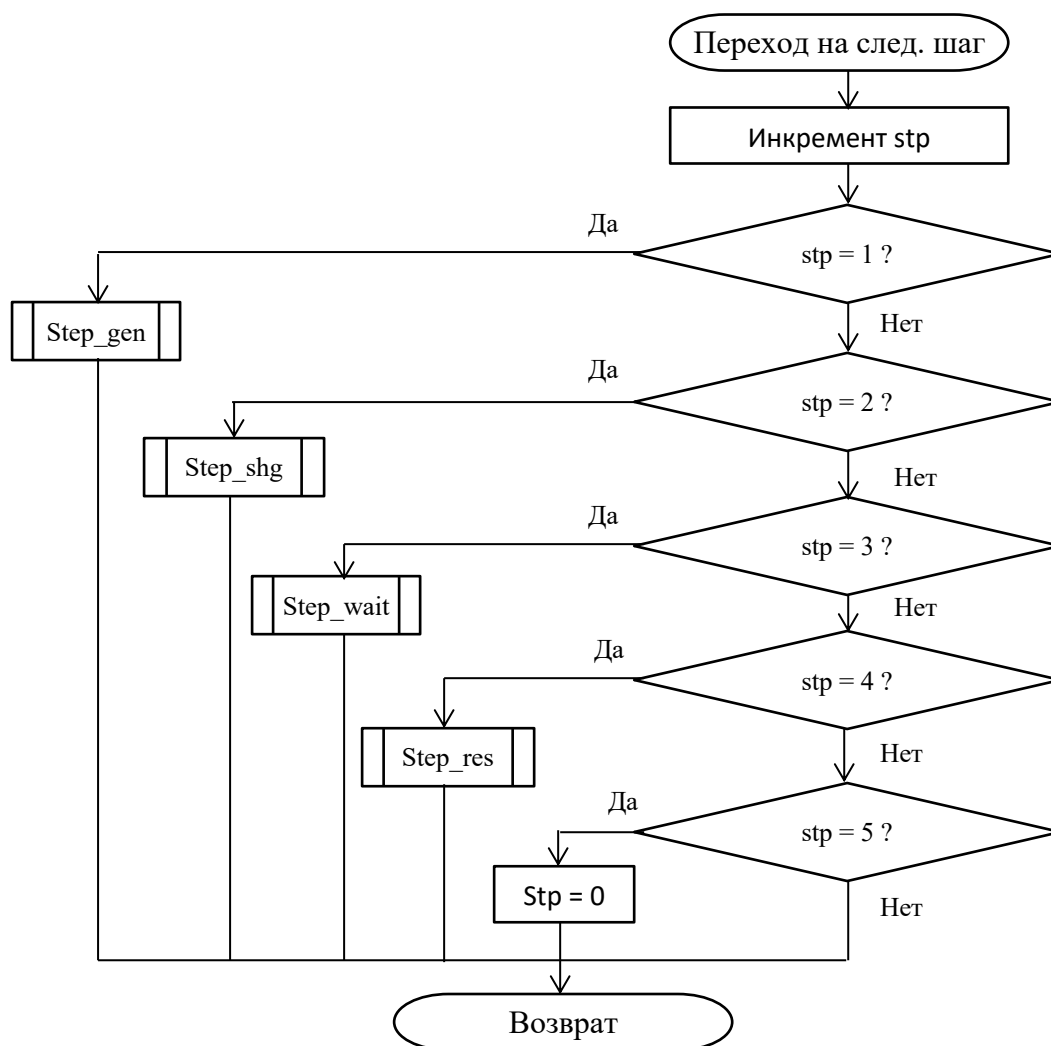 Переход на след. шаг
Инкремент stp
Да
stp = 1 ?
Step_gen
Нет
Да
stp = 2 ?
Step_shg
Нет
Да
stp = 3 ?
Step_wait
Нет
Да
stp = 4 ?
Step_res
Нет
Да
stp = 5 ?
Stp = 0
Нет
Возврат